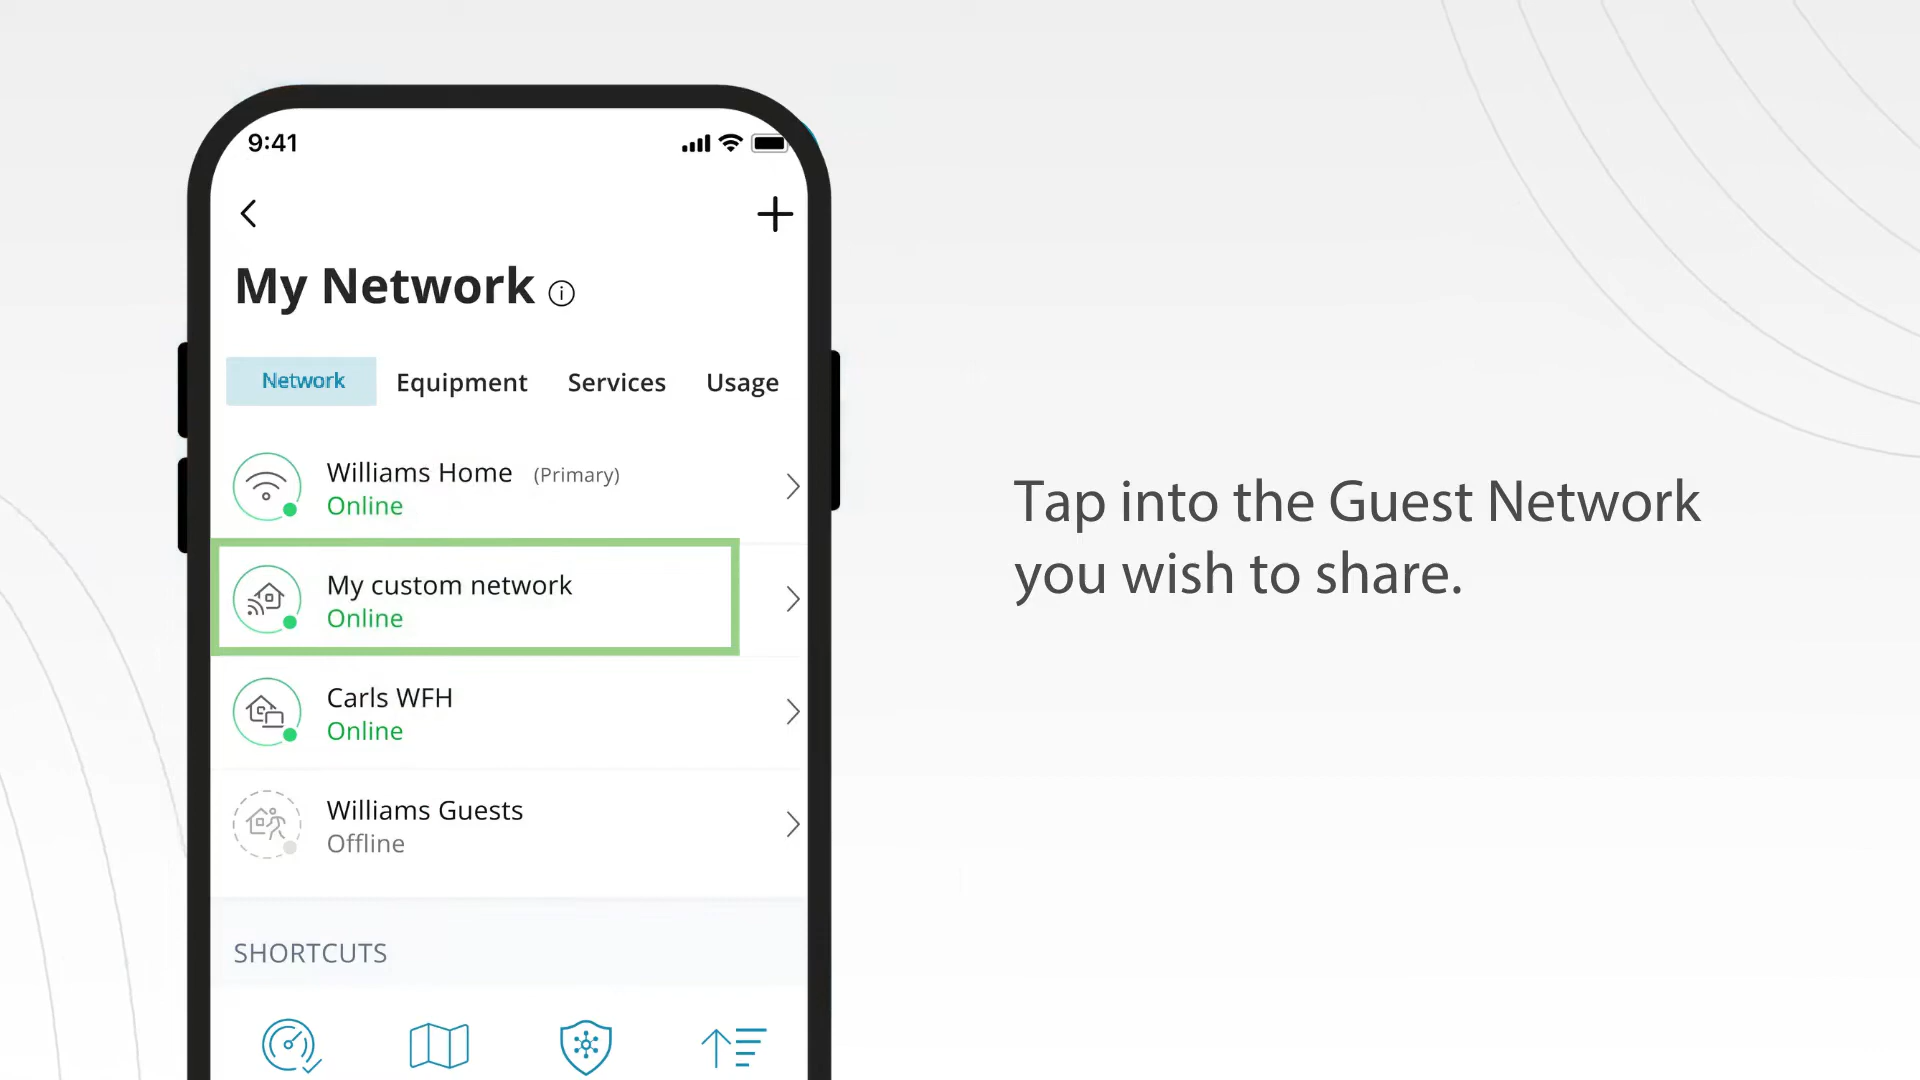 9:41
My Network
Network Equipment Services Usage
Williams Home (Primary)
Online
My custom network
Online
Carls WFH
Online
Williams Guests
Offline
SHORTCUTS
Tap into the Guest Network
you wish to share.